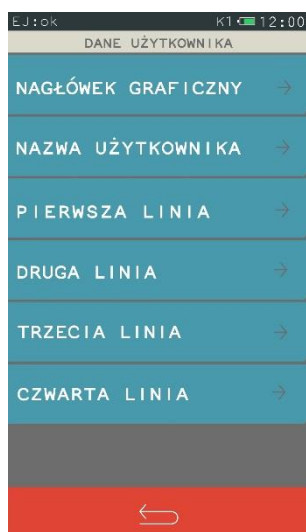 EJ:ok K1 12:00
DANE UŻYTKOWNIKA
NAGŁÓWEK GRAFICZNY
NAZWA UŻYTKOWNIKA
PIERWSZA LINIA
DRUGA LINIA
TRZECIA LINIA
CZWARTA LINIA